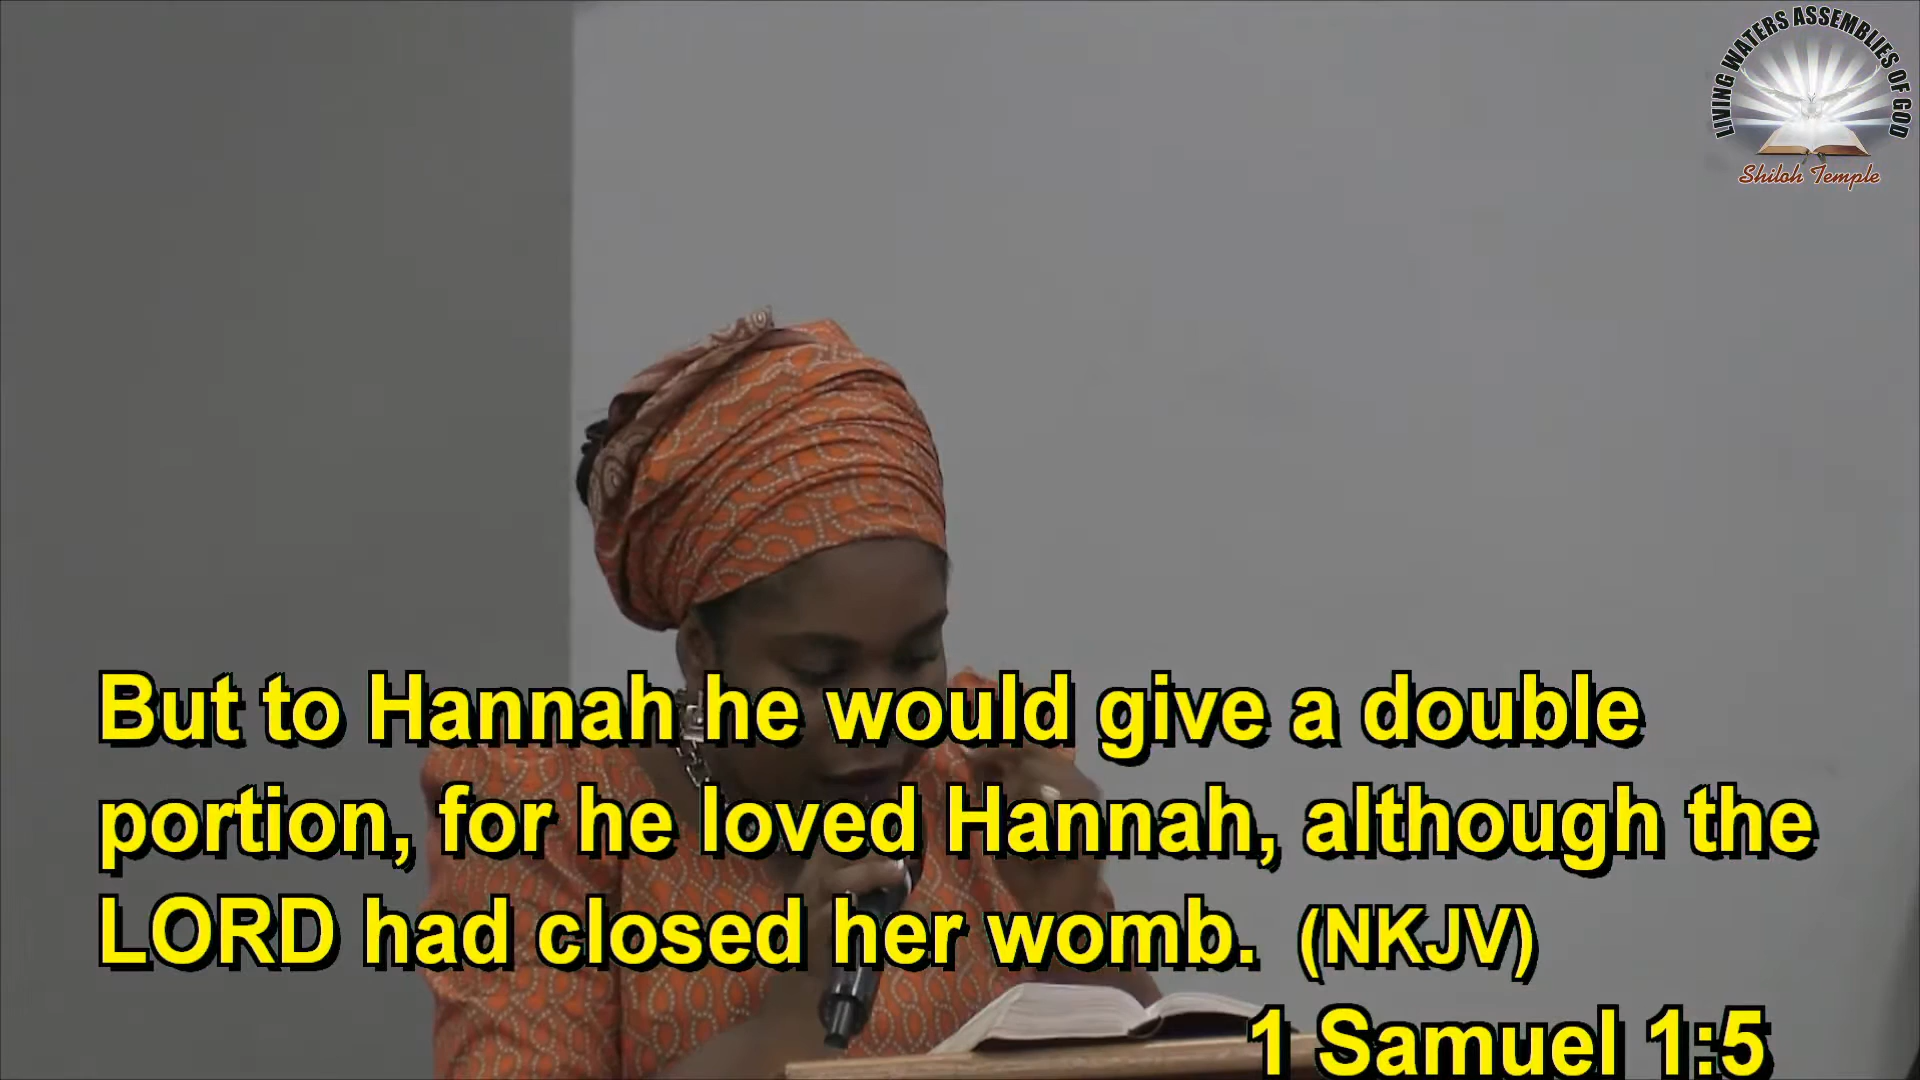 LIVING WATERS ASSEMBLIES OF GOD
Shiloh Temple
But to Hannah he would give a double
portion, for he loved Hannah, although the
LORD had closed her womb. (NKJV)
1 Samuel 1:5